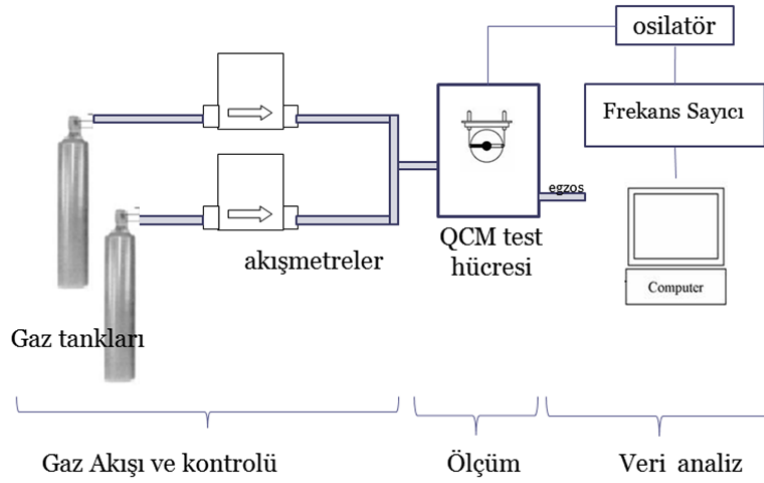 osilatör
Frekans Sayıcı
egzos
QCM test
hücresi
akışmetreler
Computer
Gaz tankları
Gaz Akışı ve kontrolü
Ölçüm
Veri analiz